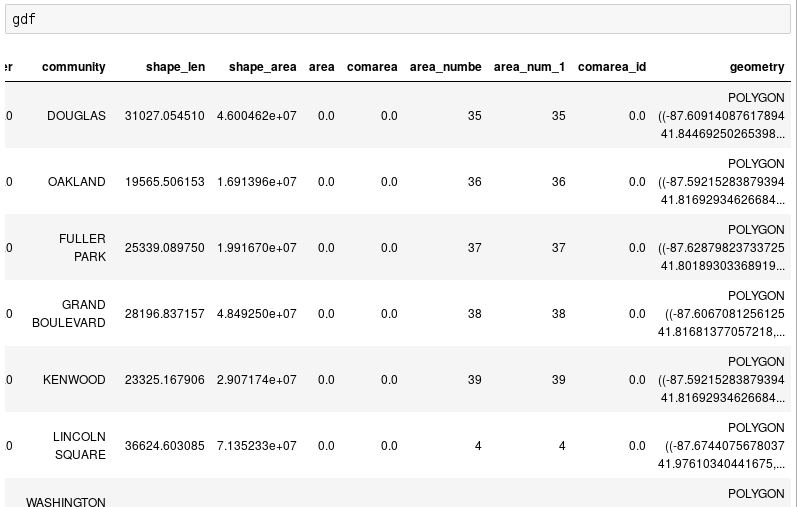 gdf
er community shape_len shape_area area comarea area_numbe area_num_1 comarea_id geometry
POLYGON
.0 DOUGLAS 31027.054510 4.600462e+07 0.0 0.0 35 35 0.0 ((-87.60914087617894
41.84469250265398...
POLYGON
.0 OAKLAND 19565.506153 1.691396e+07 0.0 0.0 36 36 0.0 ((-87.59215283879394
41.81692934626684...
POLYGON
.0 FULLER PARK 25339.089750 1.991670e+07 0.0 0.0 37 37 0.0 ((-87.62879823733725
41.80189303368919...
POLYGON
.0 GRAND BOULEVARD 28196.837157 4.849250e+07 0.0 0.0 38 38 0.0 ((-87.6067081256125
41.81681377057218,...
POLYGON
.0 KENWOOD 23325.167906 2.907174e+07 0.0 0.0 39 39 0.0 ((-87.59215283879394
41.81692934626684...
POLYGON
.0 LINCOLN SQUARE 36624.603085 7.135233e+07 0.0 0.0 4 4 0.0 ((-87.6744075678037
41.97610340441675,...
WASHINGTON POLYGON